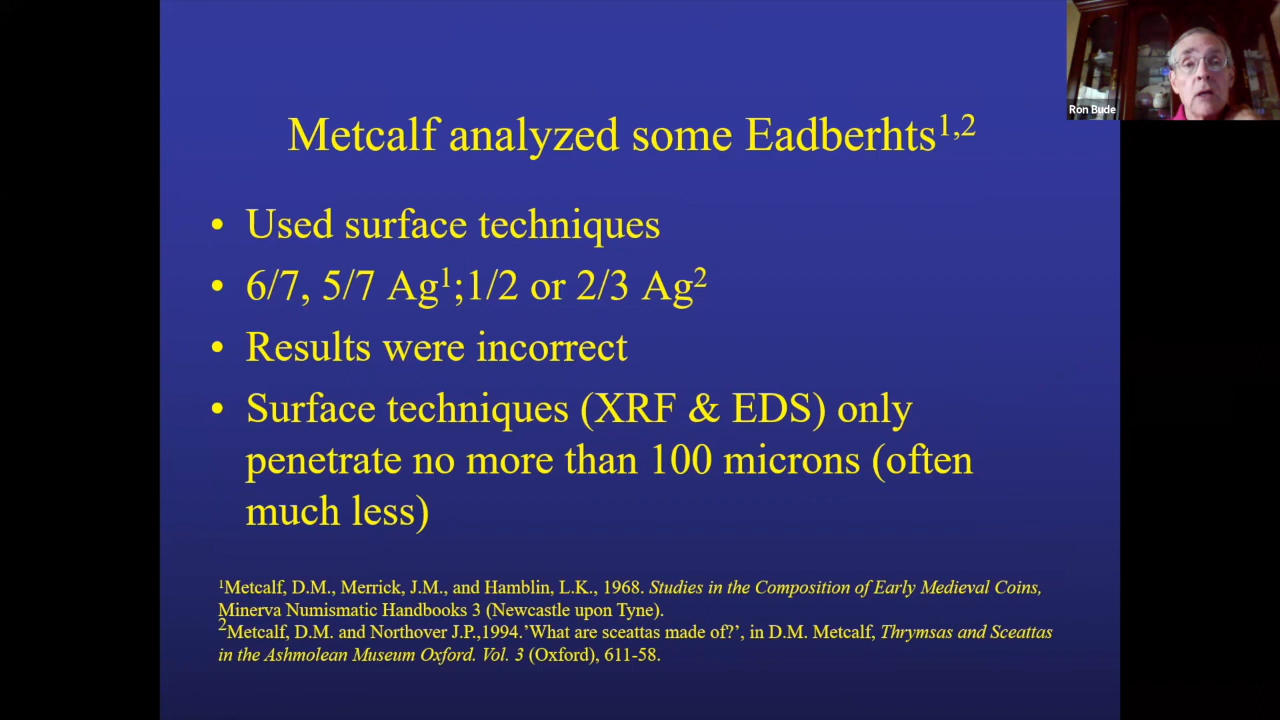 Metcalf analyzed some Eadberhts1,2
• Used surface techniques
• 6/7, 5/7 Ag1;1/2 or 2/3 Ag2
• Results were incorrect
• Surface techniques (XRF & EDS) only
penetrate no more than 100 microns (often
much less)
1Metcalf, D.M., Merrick, J.M., and Hamblin, L.K., 1968. Studies in the Composition of Early Medieval Coins,
Minerva Numismatic Handbooks 3 (Newcastle upon Tyne).
2Metcalf, D.M. and Northover J.P.,1994.’What are sceattas made of?’, in D.M. Metcalf, Thrymsas and Sceattas
in the Ashmolean Museum Oxford. Vol. 3 (Oxford), 611-58.
Ron Bude